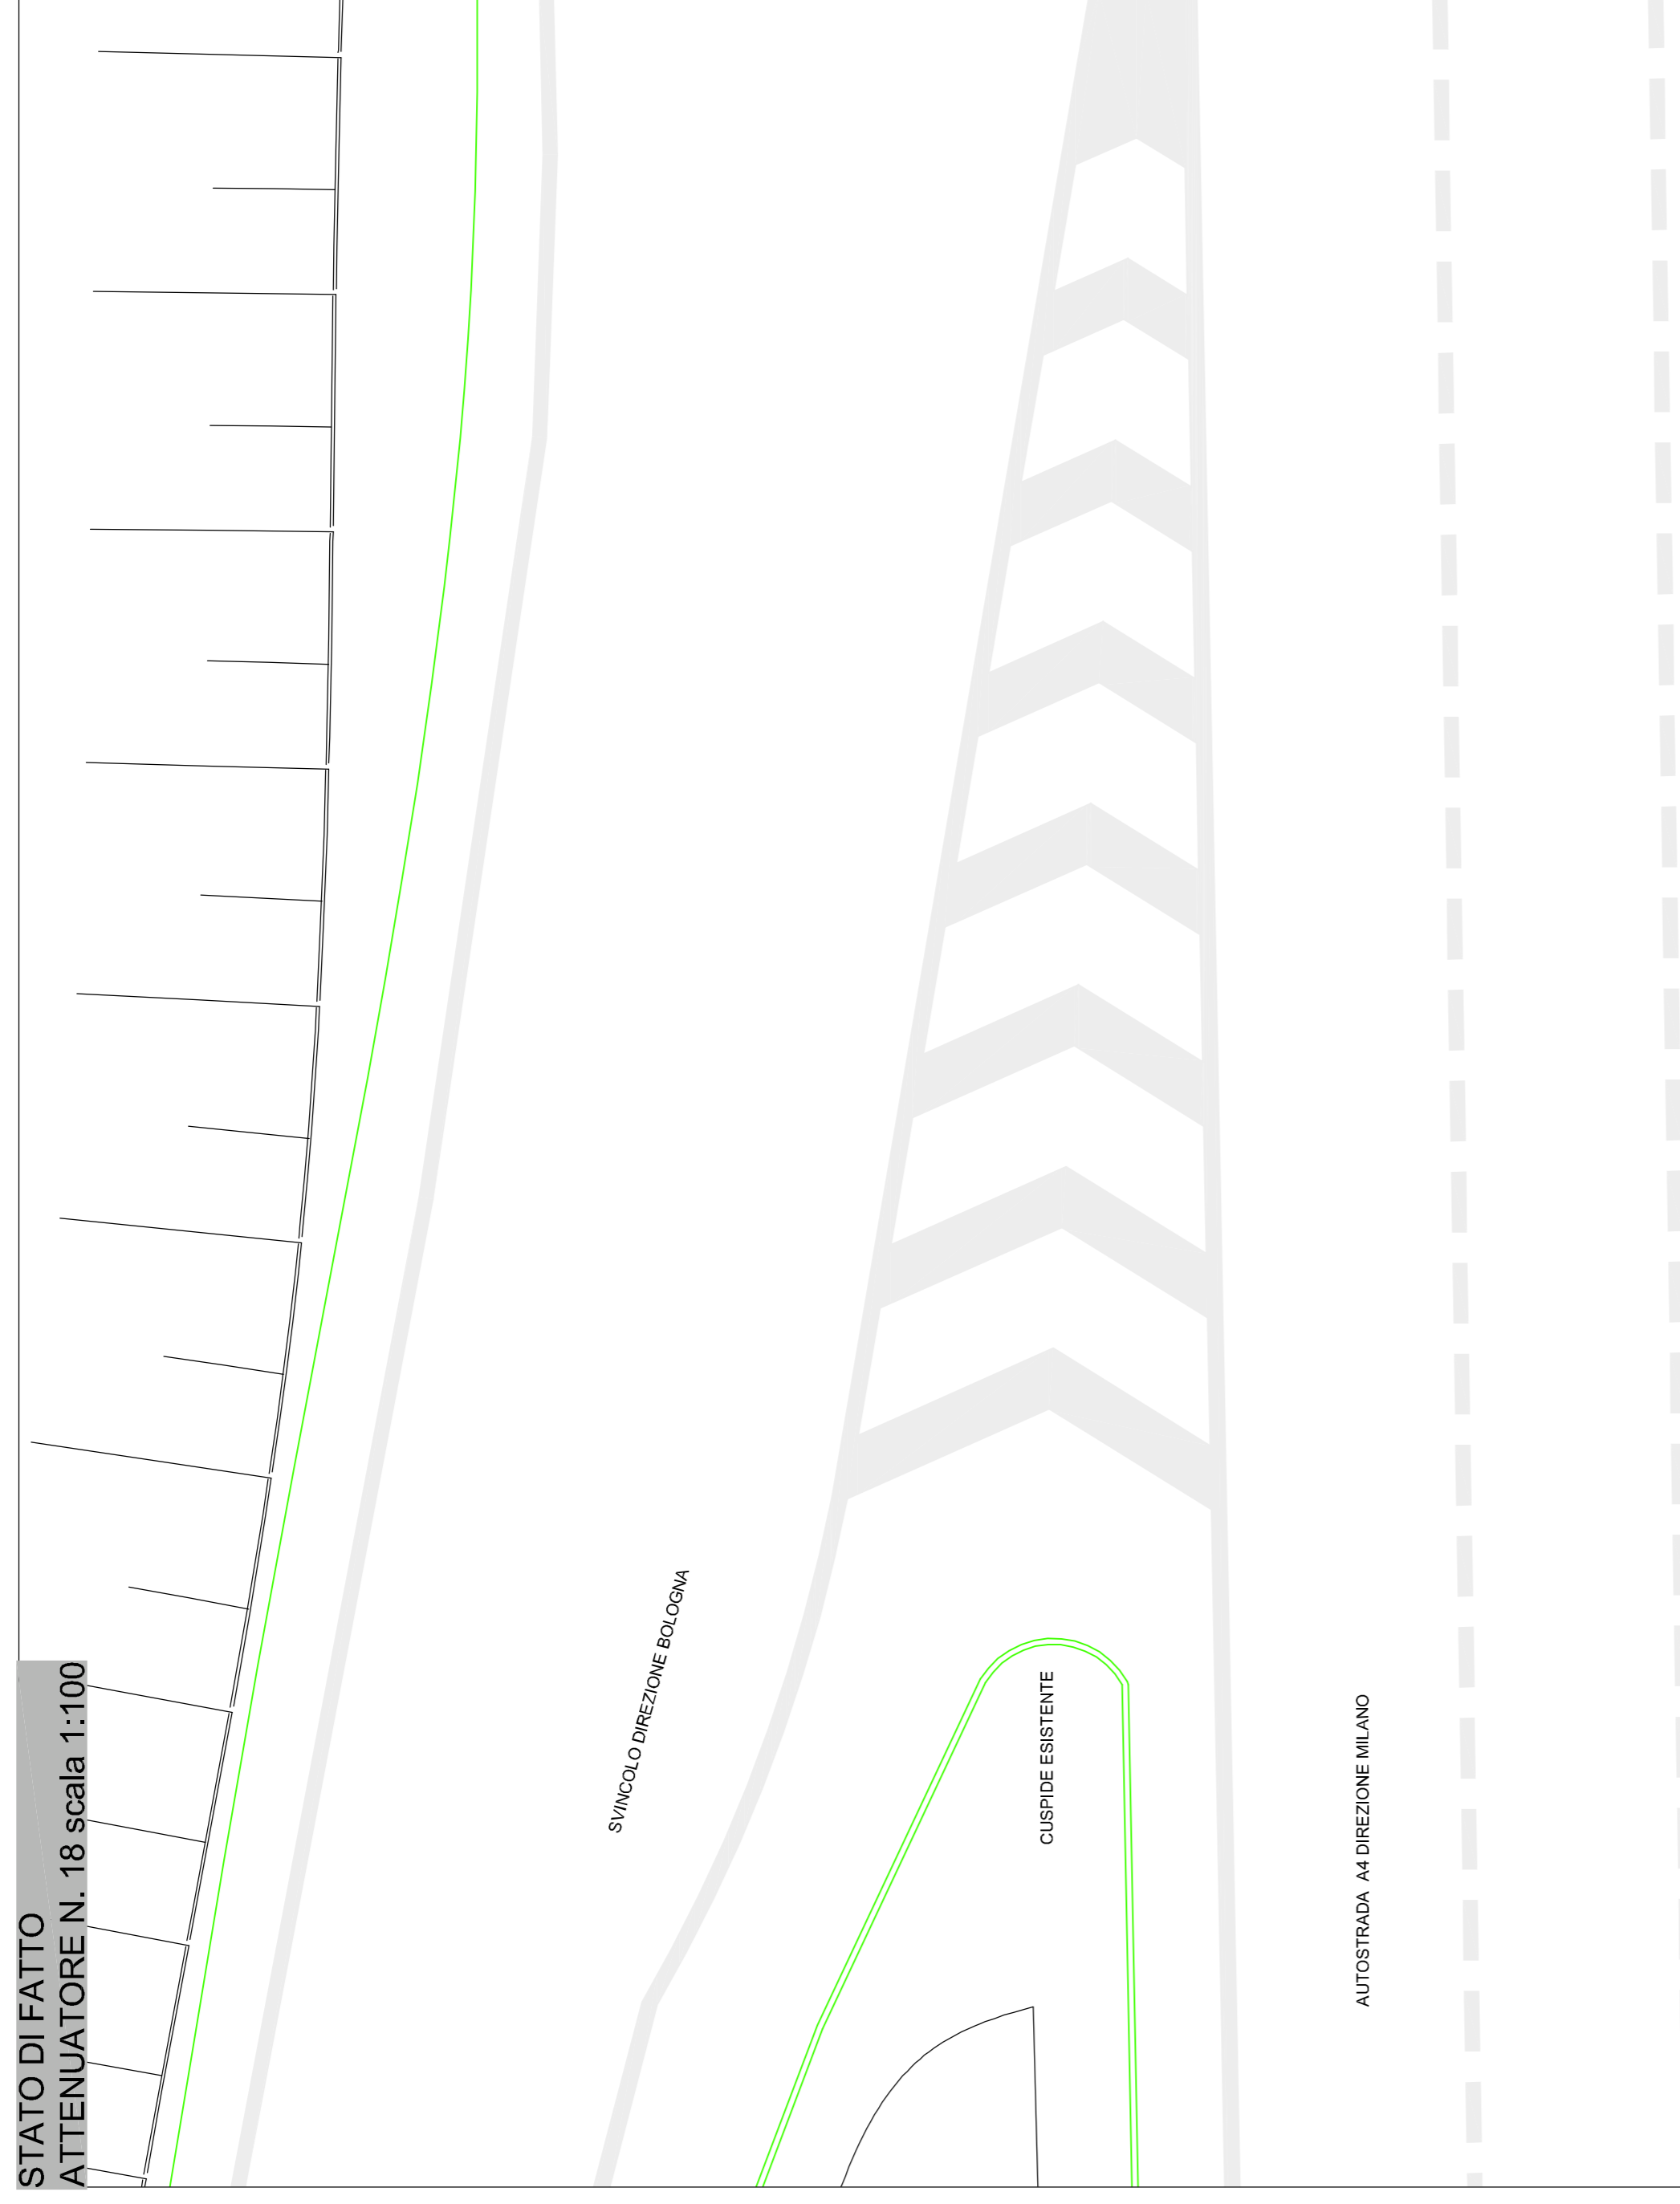 STATO DI FATTO
ATTENUATORE N. 18 scala 1:100
SVINCOLO DIREZIONE BOLOGNA
CUSPIDE ESISTENTE
AUTOSTRADA A4 DIREZIONE MILANO